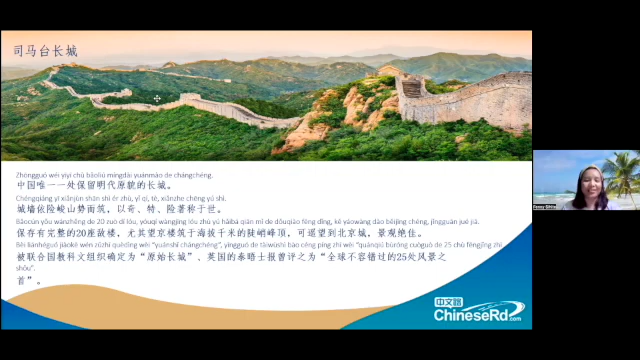 司马台长城
Zhōngguó wéi yīyī chù bǎoliú míngdài yuánmào de chángchéng.
中国唯一一处保留明代原貌的长城。
Chéngqiáng yī xiǎnjùn shān shì ér zhù, yǐ qí, tè, xiǎnzhe chēng yú shì.
城墙依险峻山势而筑，以奇、特、险著称于世。
Bǎocún yǒu wánzhěng de 20 zuò dí lóu, yóuqí wàngjīng lóu zhù yú hǎibá qiān mǐ de dǒuqiào fēng dǐng, kě yáowàng dào běijīng chéng, jǐngguān jué jiā.
保存有完整的20座敌楼，尤其望京楼筑于海拔千米的陡峭峰顶，可遥望到北京城，景观绝佳。
Bèi liánhéguó jiàokē wén zǔzhī quèdìng wéi "yuánshǐ chángchéng", yīngguó de tàiwùshì bào céng píng zhī wèi "quánqiú bùróng cuòguò de 25 chù fēngjǐng zhī
被联合国教科文组织确定为“原始长城”、英国的泰晤士报曾评之为“全球不容错过的25处风景之
shǒu".
首”。
中文路
ChineseRd.com